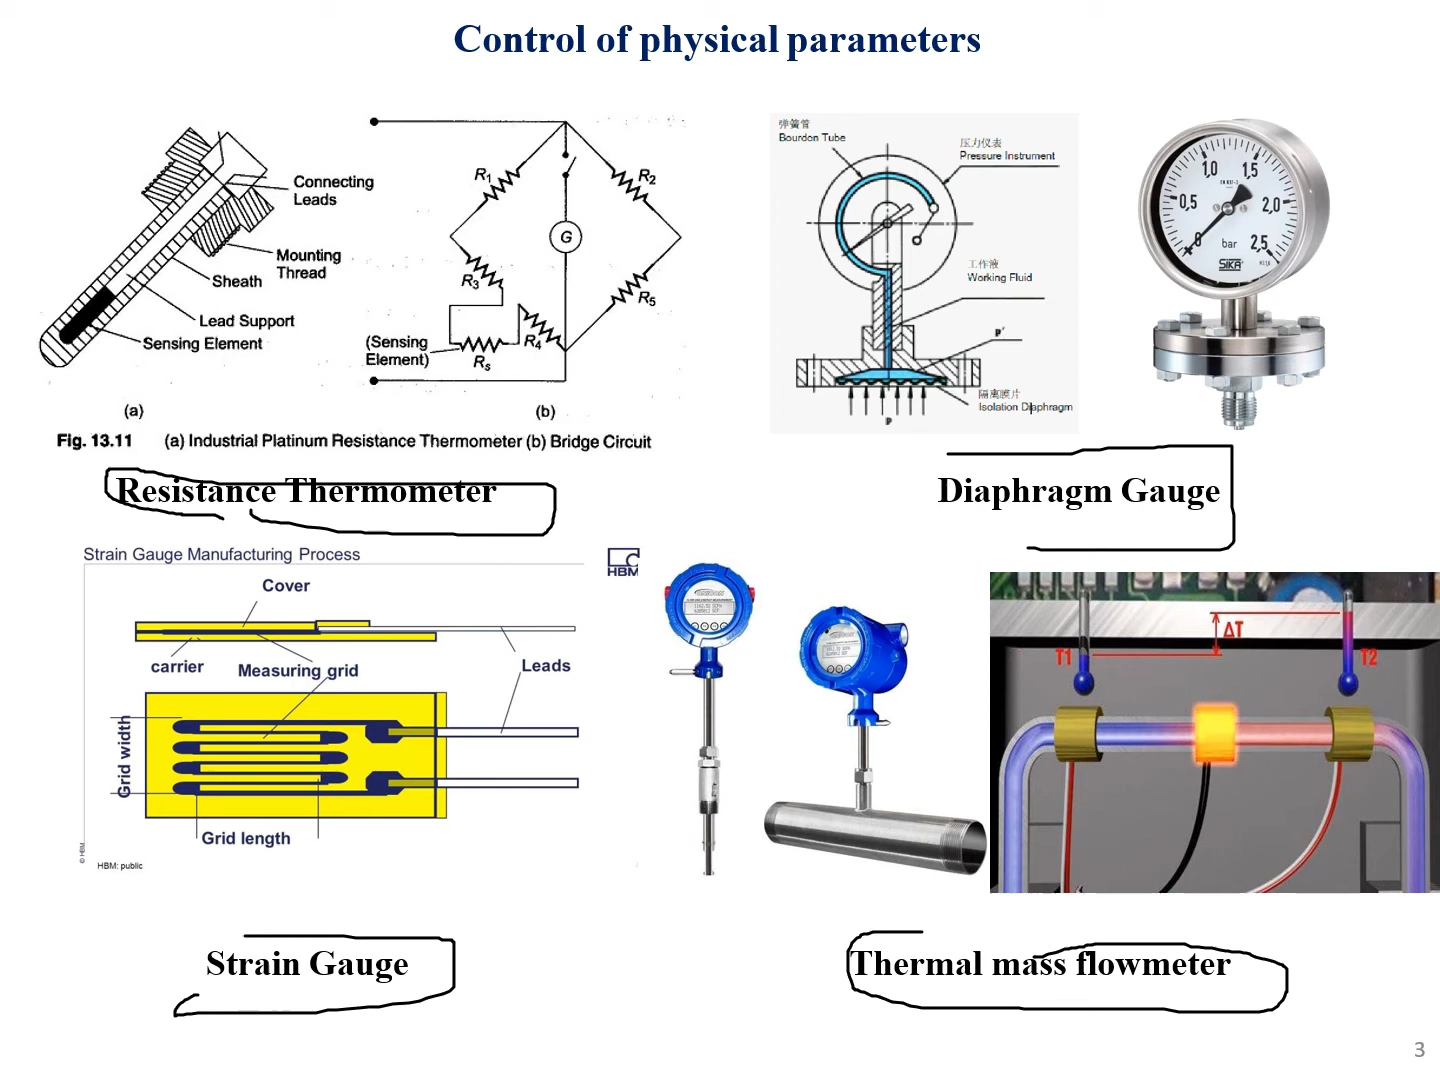 Control of physical parameters
Connecting
Leads
Mounting
Thread
Sheath
Lead Support
Sensing Element
(a)
R1
R2
G
R3
R5
(Sensing
Element)
R4
Rs
(b)
Fig. 13.11 (a) Industrial Platinum Resistance Thermometer (b) Bridge Circuit
弹簧管
Bourdon Tube
压力仪表
Pressure Instrument
工作液
Working Fluid
P'
隔离膜片
Isolation Diaphragm
P
0
0,5
1,0
1,5
2,0
2,5
bar
SIKA
Resistance Thermometer
Diaphragm Gauge
Strain Gauge Manufacturing Process
HBM
Cover
carrier
Measuring grid
Leads
Grid width
Grid length
© HBM
HBM: public
ΔT
T1
T2
Strain Gauge
Thermal mass flowmeter
3